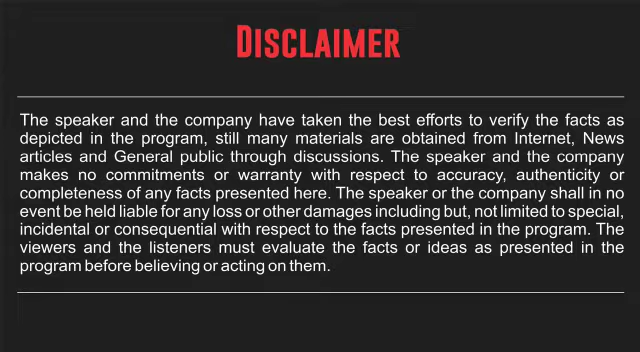 DISCLAIMER
The speaker and the company have taken the best efforts to verify the facts as
depicted in the program, still many materials are obtained from Internet, News
articles and General public through discussions. The speaker and the company
makes no commitments or warranty with respect to accuracy, authenticity or
completeness of any facts presented here. The speaker or the company shall in no
event be held liable for any loss or other damages including but, not limited to special,
incidental or consequential with respect to the facts presented in the program. The
viewers and the listeners must evaluate the facts or ideas as presented in the
program before believing or acting on them.